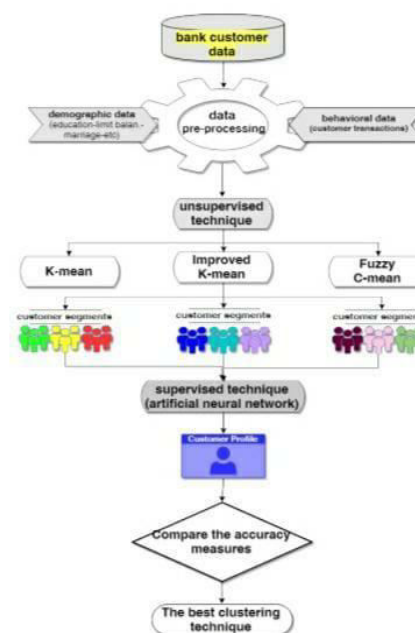 bank customer
data
demographic data
(education-limit balan.-
marriage-etc)
data
pre-processing
behavioral data
(customer transactions)
unsupervised
technique
K-mean
Improved
K-mean
Fuzzy
C-mean
customer segments
customer segments
customer segments
supervised technique
(artificial neural network)
Customer Profile
Compare the accuracy
measures
The best clustering
technique